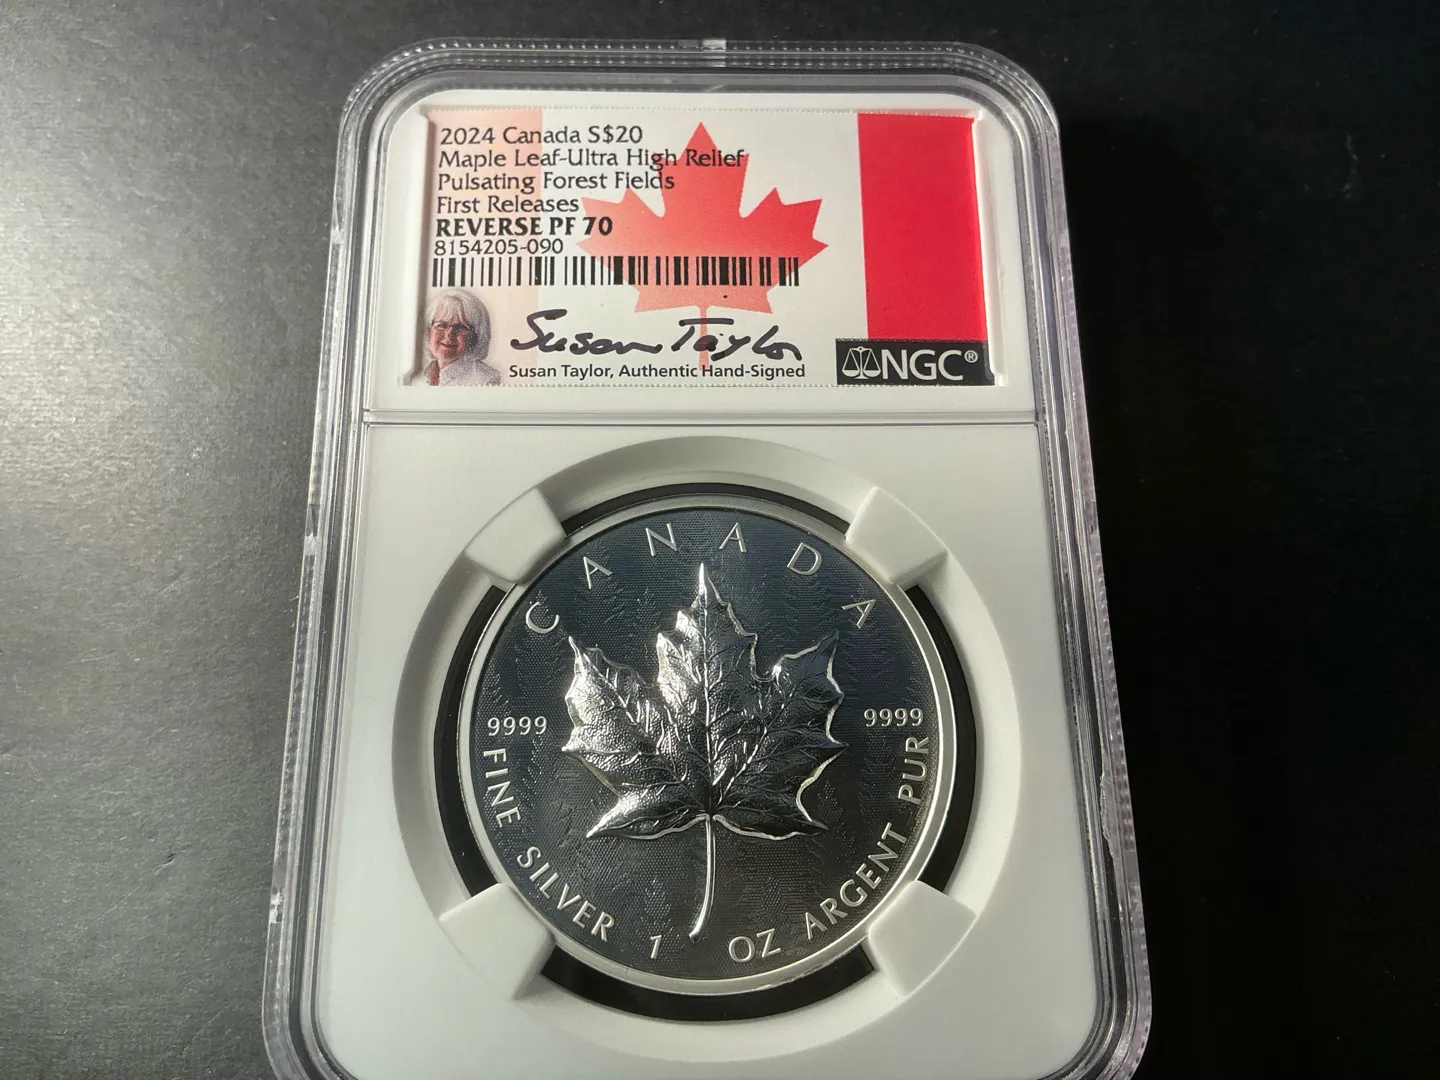 2024 Canada S$20
Maple Leaf-Ultra High Relief
Pulsating Forest Fields
First Releases
REVERSE PF 70
8154205-090
Susan Taylor
Susan Taylor, Authentic Hand-Signed
NGC®
CANADA
9999
9999
FINE SILVER 1 OZ ARGENT PUR